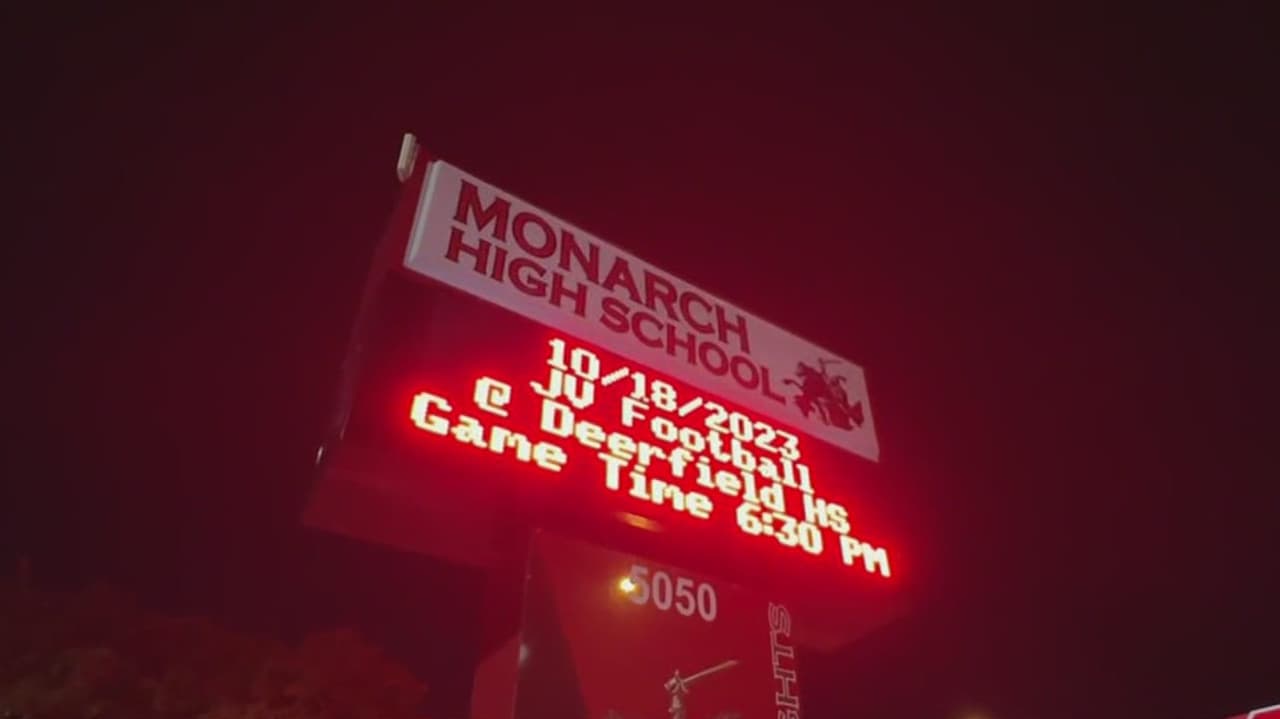 MONARCH
HIGH SCHOOL
10/18/2023
JV Football
@ Deerfield HS
Game Time 6:30 PM
5050